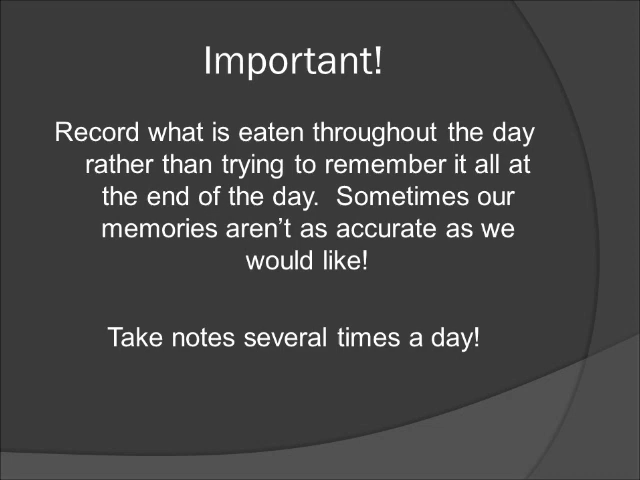 Important!
Record what is eaten throughout the day
rather than trying to remember it all at
the end of the day.  Sometimes our
memories aren’t as accurate as we
would like!
Take notes several times a day!